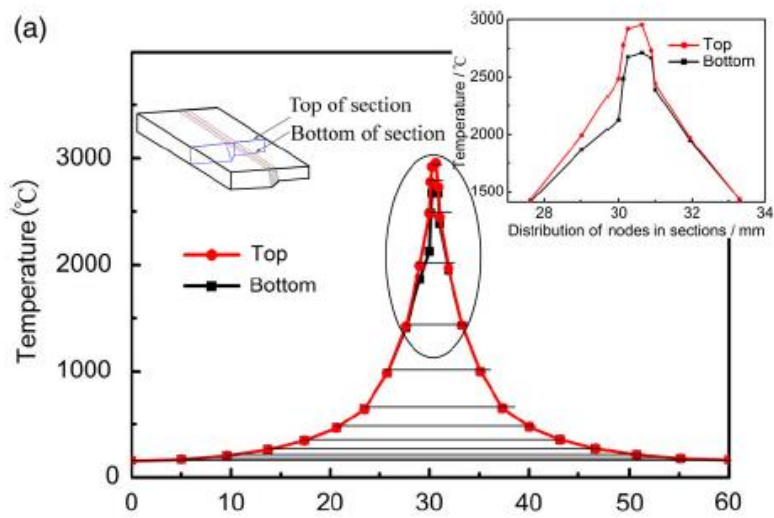 (a)
Top of section
Bottom of section
Temperature (℃)
3000
2000
1000
0
Top
Bottom
0 10 20 30 40 50 60
Temperature / ℃
3000
2500
2000
1500
Top
Bottom
28 30 32 34
Distribution of nodes in sections / mm